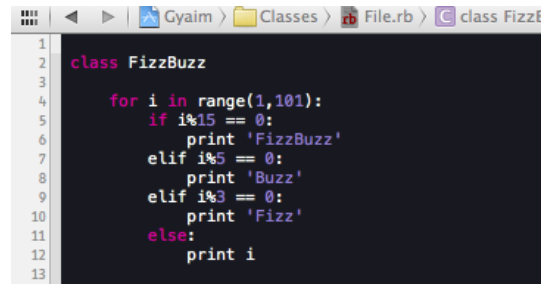 Gyaim Classes rb File.rb C class FizzB
1
2 class FizzBuzz
3
4     for i in range(1,101):
5         if i%15 == 0:
6             print 'FizzBuzz'
7         elif i%5 == 0:
8             print 'Buzz'
9         elif i%3 == 0:
10             print 'Fizz'
11         else:
12             print i
13